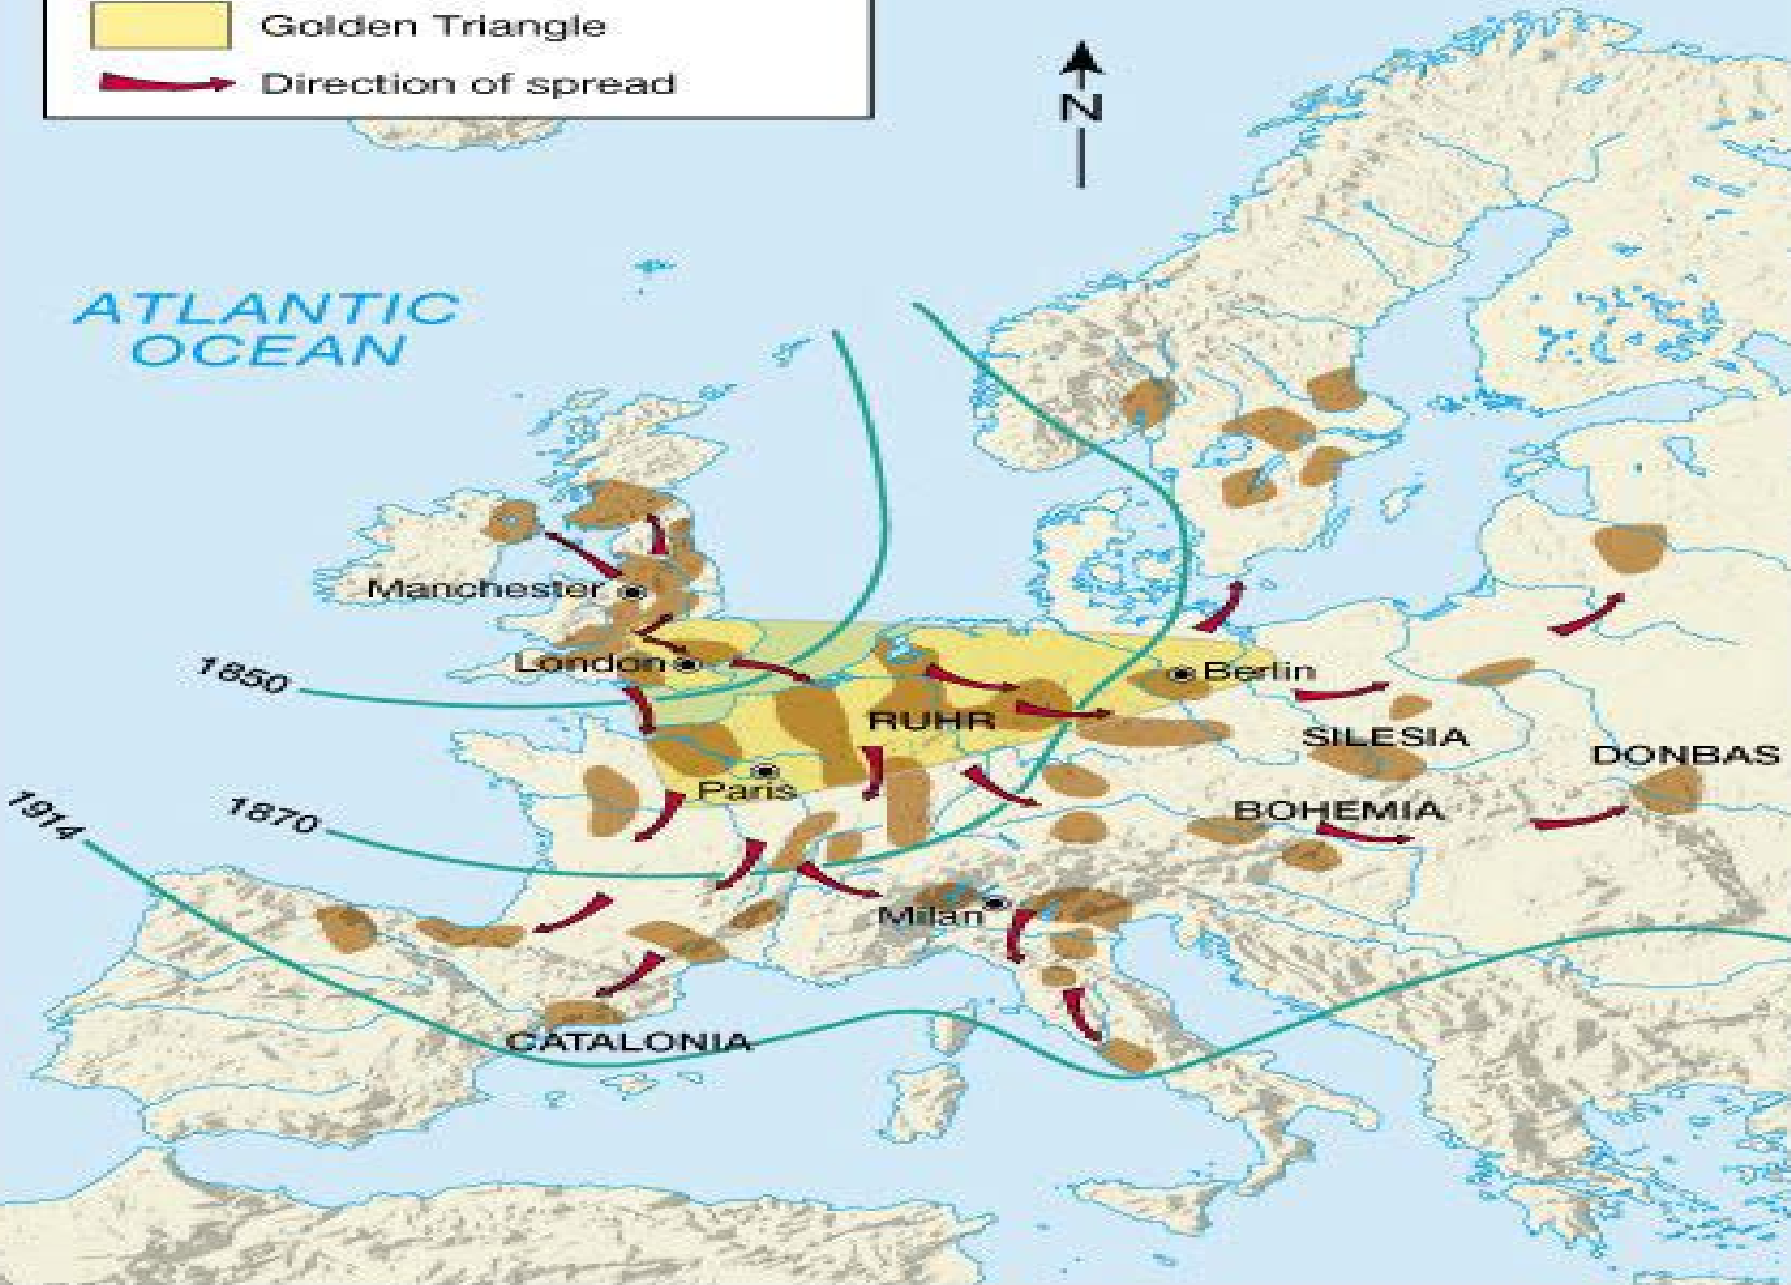 Golden Triangle
Direction of spread
N
ATLANTIC
OCEAN
Manchester
London
1850
Berlin
RUHR
SILESIA
DONBAS
Paris
1914
1870
BOHEMIA
Milan
CATALONIA